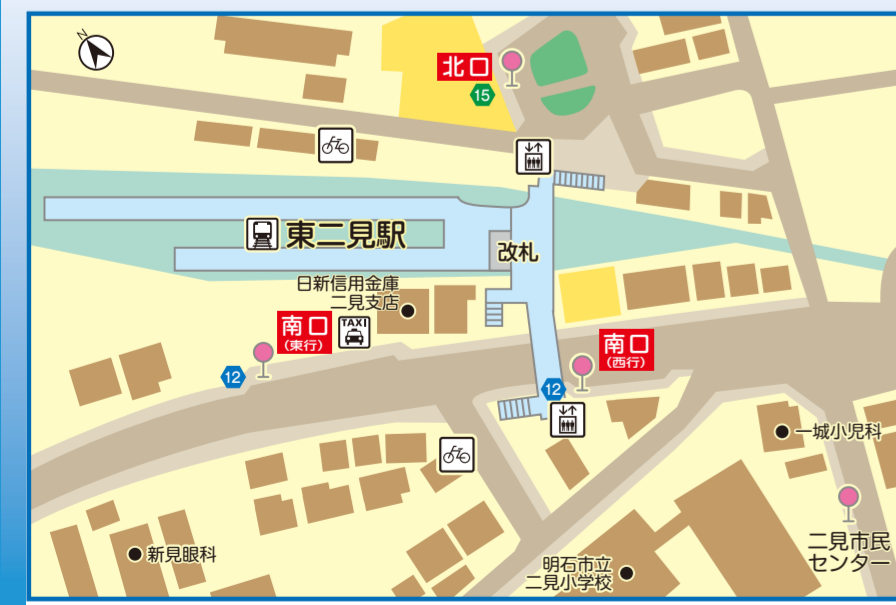 N
北口
15
東二見駅
改札
日新信用金庫
二見支店
南口
(東行)
TAXI
12
南口
(西行)
12
一城小児科
二見市民
センター
新見眼科
明石市立
二見小学校